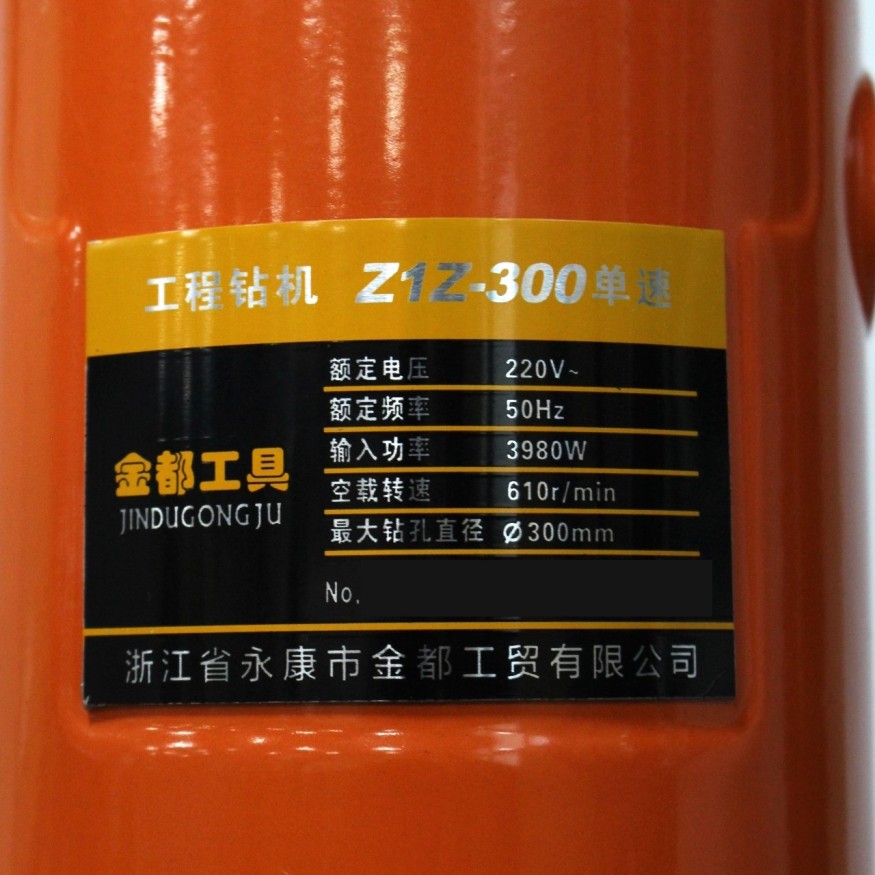 工程钻机 Z1Z-300单速
额定电压 220V~
额定频率 50Hz
输入功率 3980W
空载转速 610r/min
最大钻孔直径 Ø300mm
金都工具
JINDUGONGJU
No.
浙江省永康市金都工贸有限公司